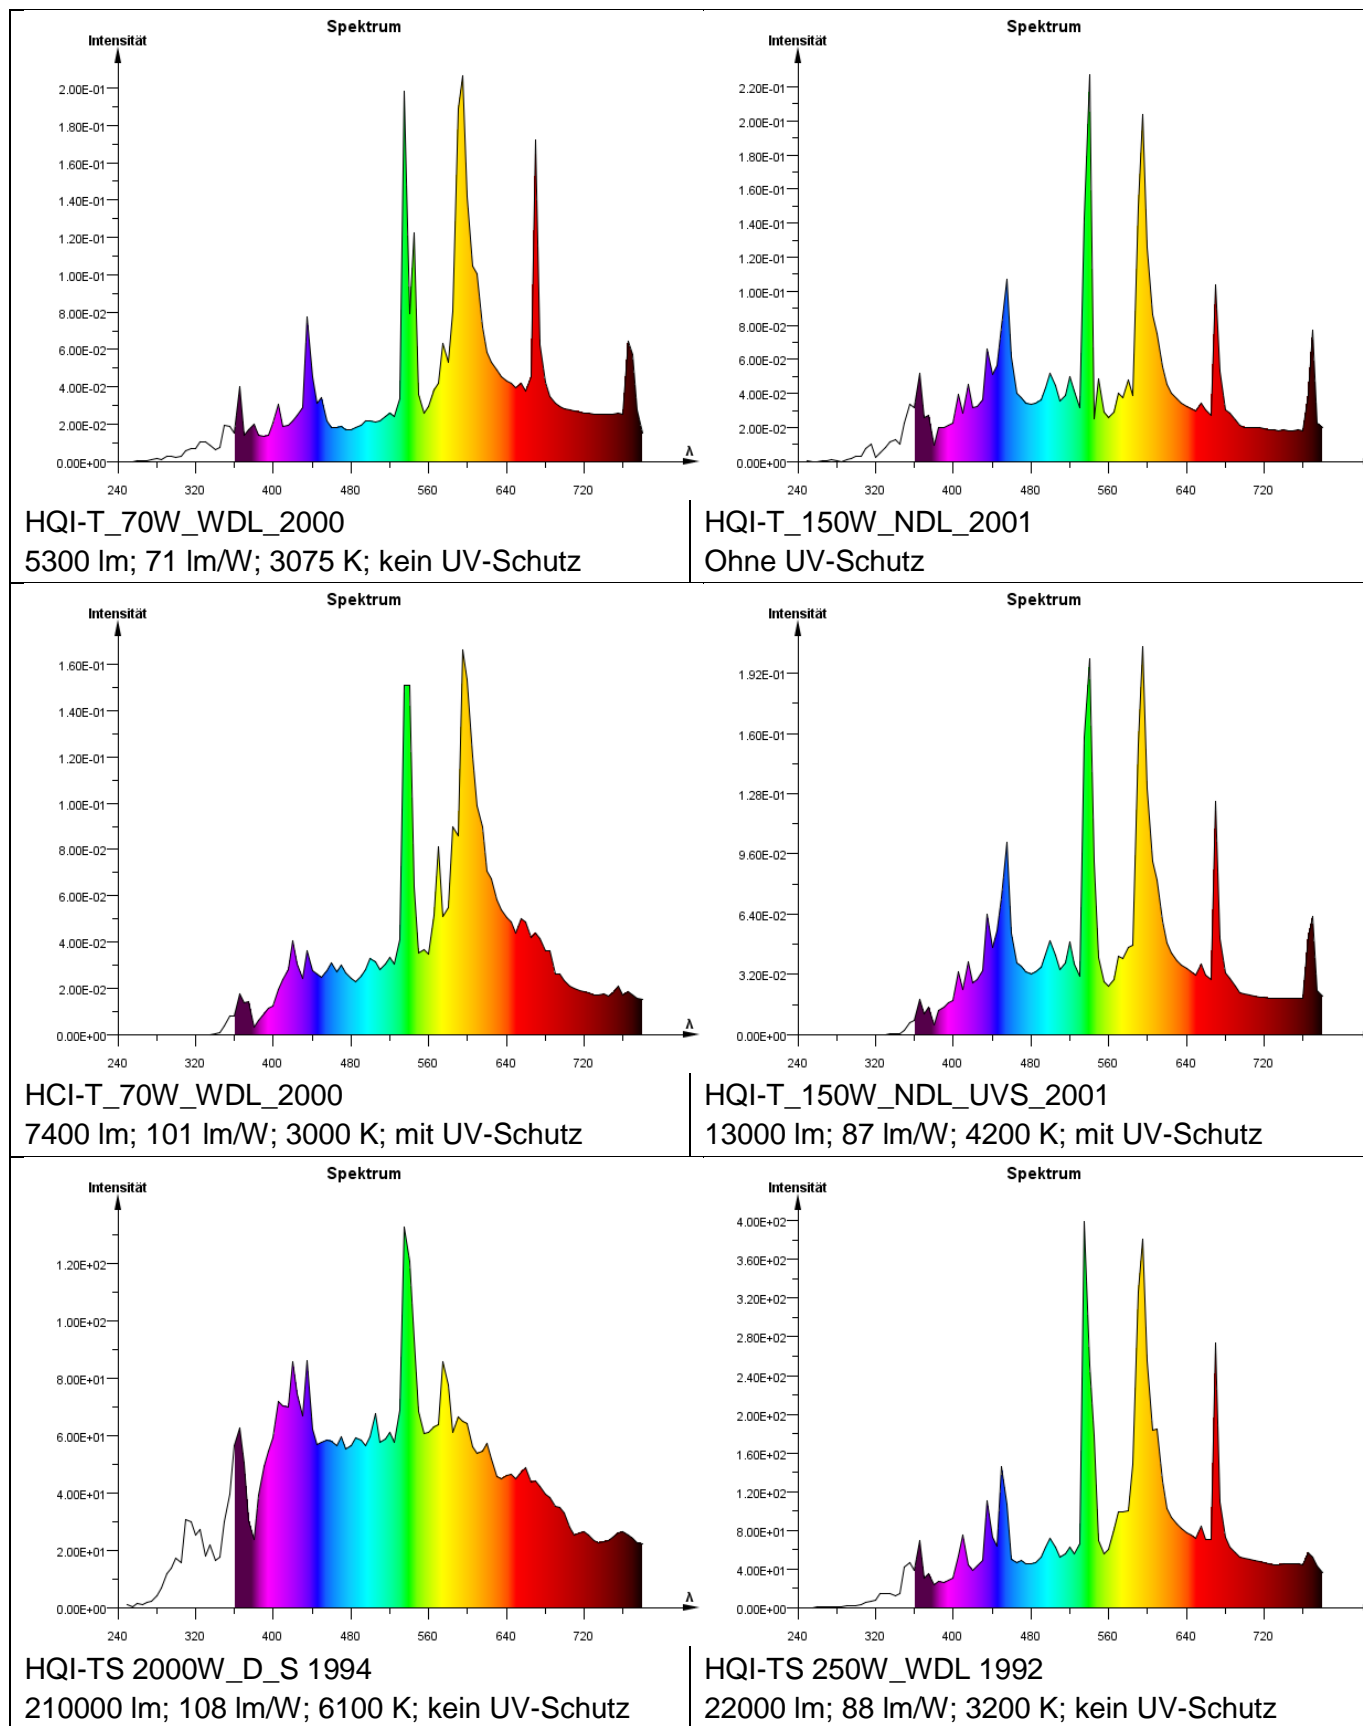 Spektrum
Intensität
2.00E-01
1.80E-01
1.60E-01
1.40E-01
1.20E-01
1.00E-01
8.00E-02
6.00E-02
4.00E-02
2.00E-02
0.00E+00
λ
240 320 400 480 560 640 720
HQI-T_70W_WDL_2000
5300 lm; 71 lm/W; 3075 K; kein UV-Schutz
Spektrum
Intensität
2.20E-01
2.00E-01
1.80E-01
1.60E-01
1.40E-01
1.20E-01
1.00E-01
8.00E-02
6.00E-02
4.00E-02
2.00E-02
0.00E+00
240 320 400 480 560 640 720
HQI-T_150W_NDL_2001
Ohne UV-Schutz
Spektrum
Intensität
1.60E-01
1.40E-01
1.20E-01
1.00E-01
8.00E-02
6.00E-02
4.00E-02
2.00E-02
0.00E+00
λ
240 320 400 480 560 640 720
HCI-T_70W_WDL_2000
7400 lm; 101 lm/W; 3000 K; mit UV-Schutz
Spektrum
Intensität
1.92E-01
1.60E-01
1.28E-01
9.60E-02
6.40E-02
3.20E-02
0.00E+00
240 320 400 480 560 640 720
HQI-T_150W_NDL_UVS_2001
13000 lm; 87 lm/W; 4200 K; mit UV-Schutz
Spektrum
Intensität
1.20E+02
1.00E+02
8.00E+01
6.00E+01
4.00E+01
2.00E+01
0.00E+00
λ
240 320 400 480 560 640 720
HQI-TS 2000W_D_S 1994
210000 lm; 108 lm/W; 6100 K; kein UV-Schutz
Spektrum
Intensität
4.00E+02
3.60E+02
3.20E+02
2.80E+02
2.40E+02
2.00E+02
1.60E+02
1.20E+02
8.00E+01
4.00E+01
0.00E+00
240 320 400 480 560 640 720
HQI-TS 250W_WDL 1992
22000 lm; 88 lm/W; 3200 K; kein UV-Schutz